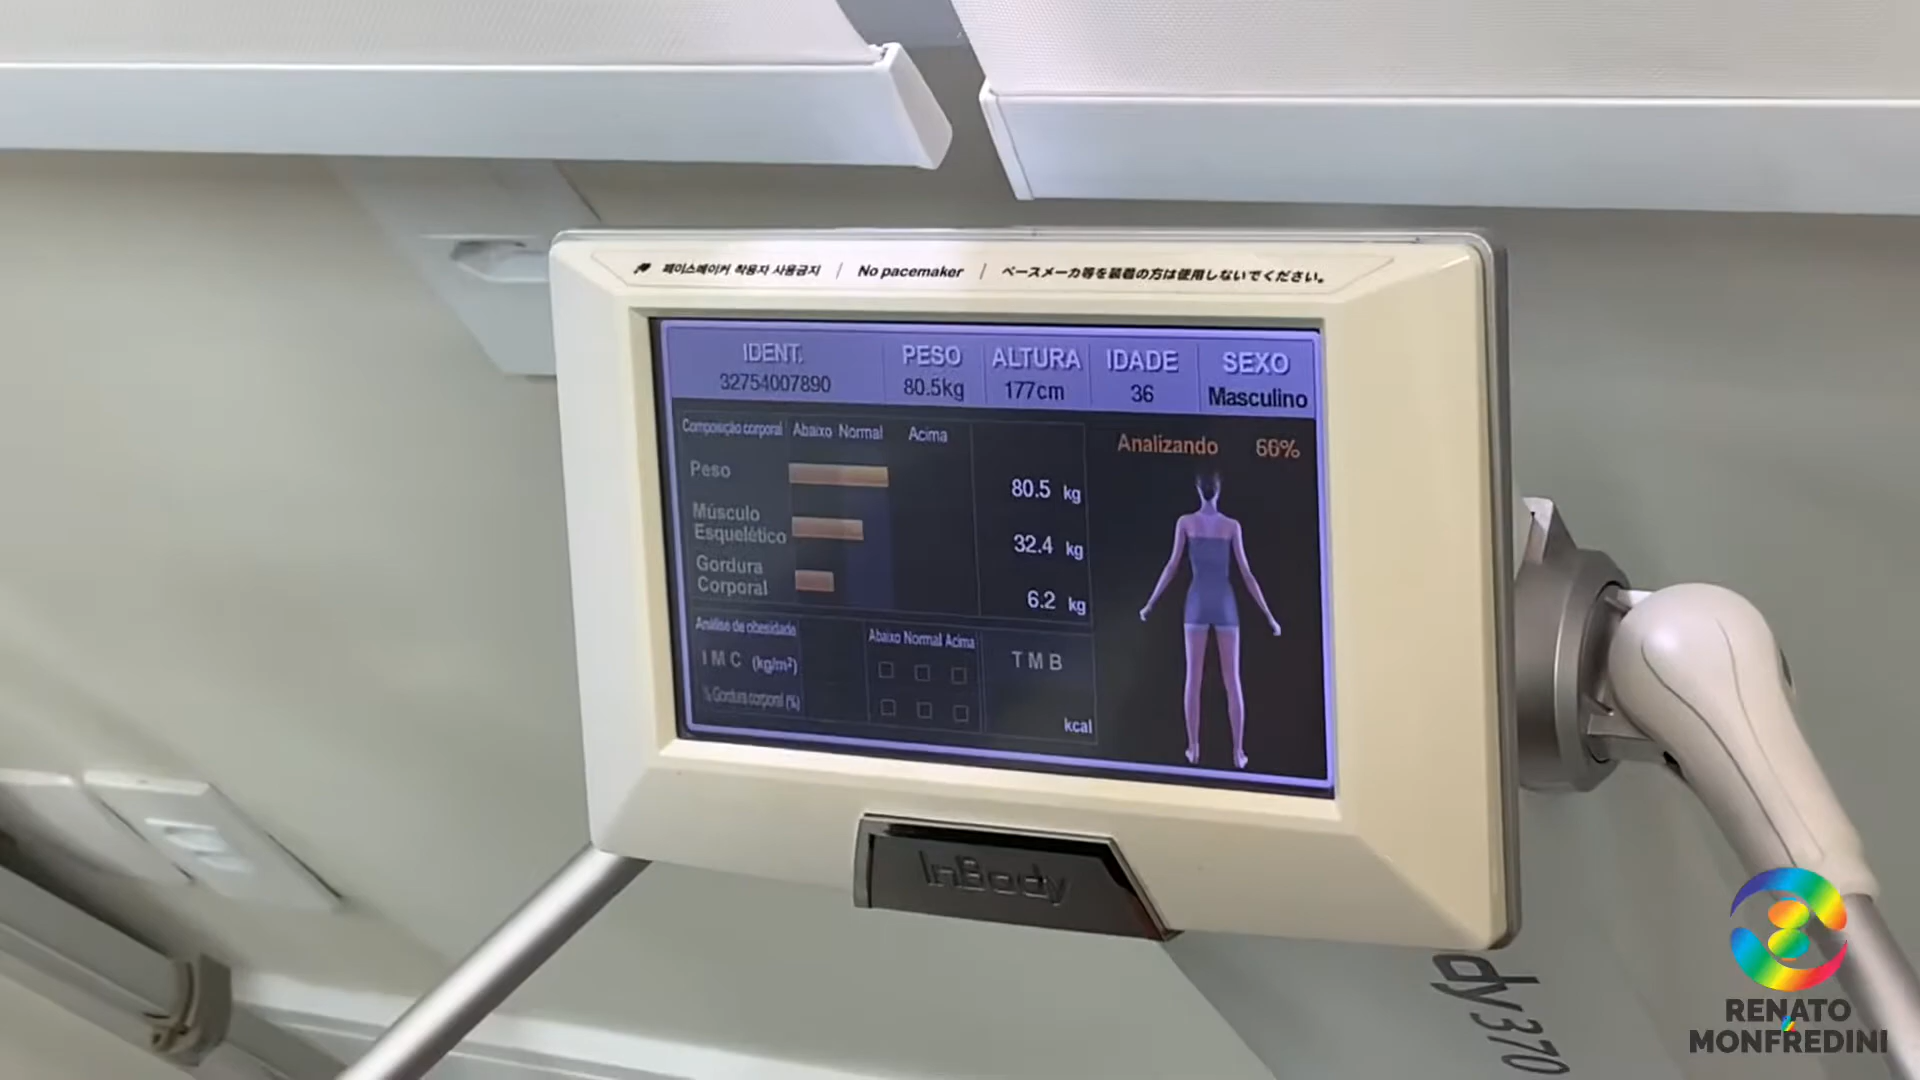 페이스메이커 착용자 사용금지 / No pacemaker / ペースメーカ等を装着の方は使用しないでください。
IDENT. PESO ALTURA IDADE SEXO
32754007890 80.5kg 177cm 36 Masculino
Composição corporal Abaixo Normal Acima
Analizando 66%
Peso 80.5 kg
Músculo
Esquelético 32.4 kg
Gordura
Corporal 6.2 kg
Análise de obesidade Abaixo Normal Acima
IMC (kg/m²) TMB
% Gordura corporal (%) kcal
InBody
dy370
RENATO
MONFREDINI